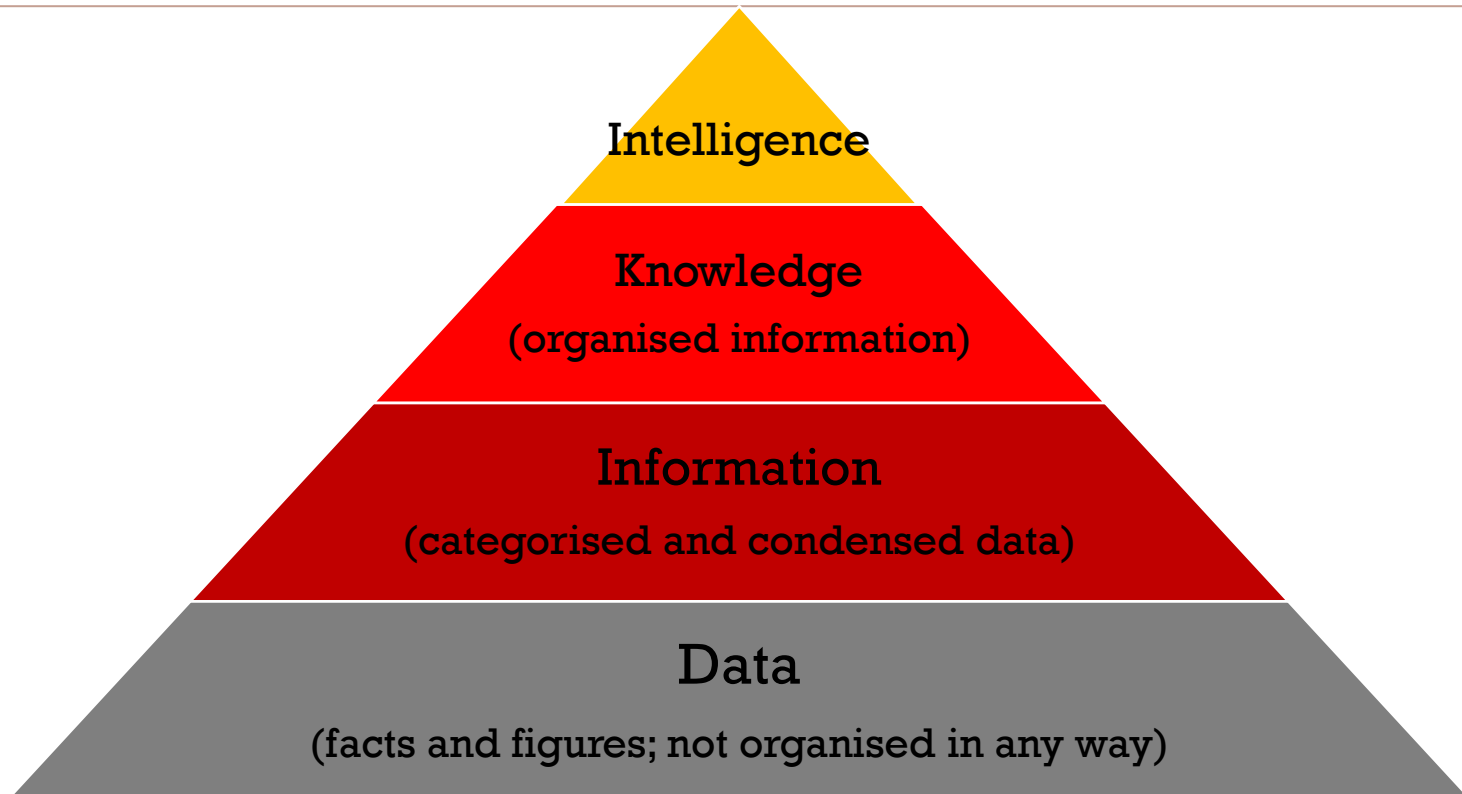 Intelligence
Knowledge
(organised information)
Information
(categorised and condensed data)
Data
(facts and figures; not organised in any way)